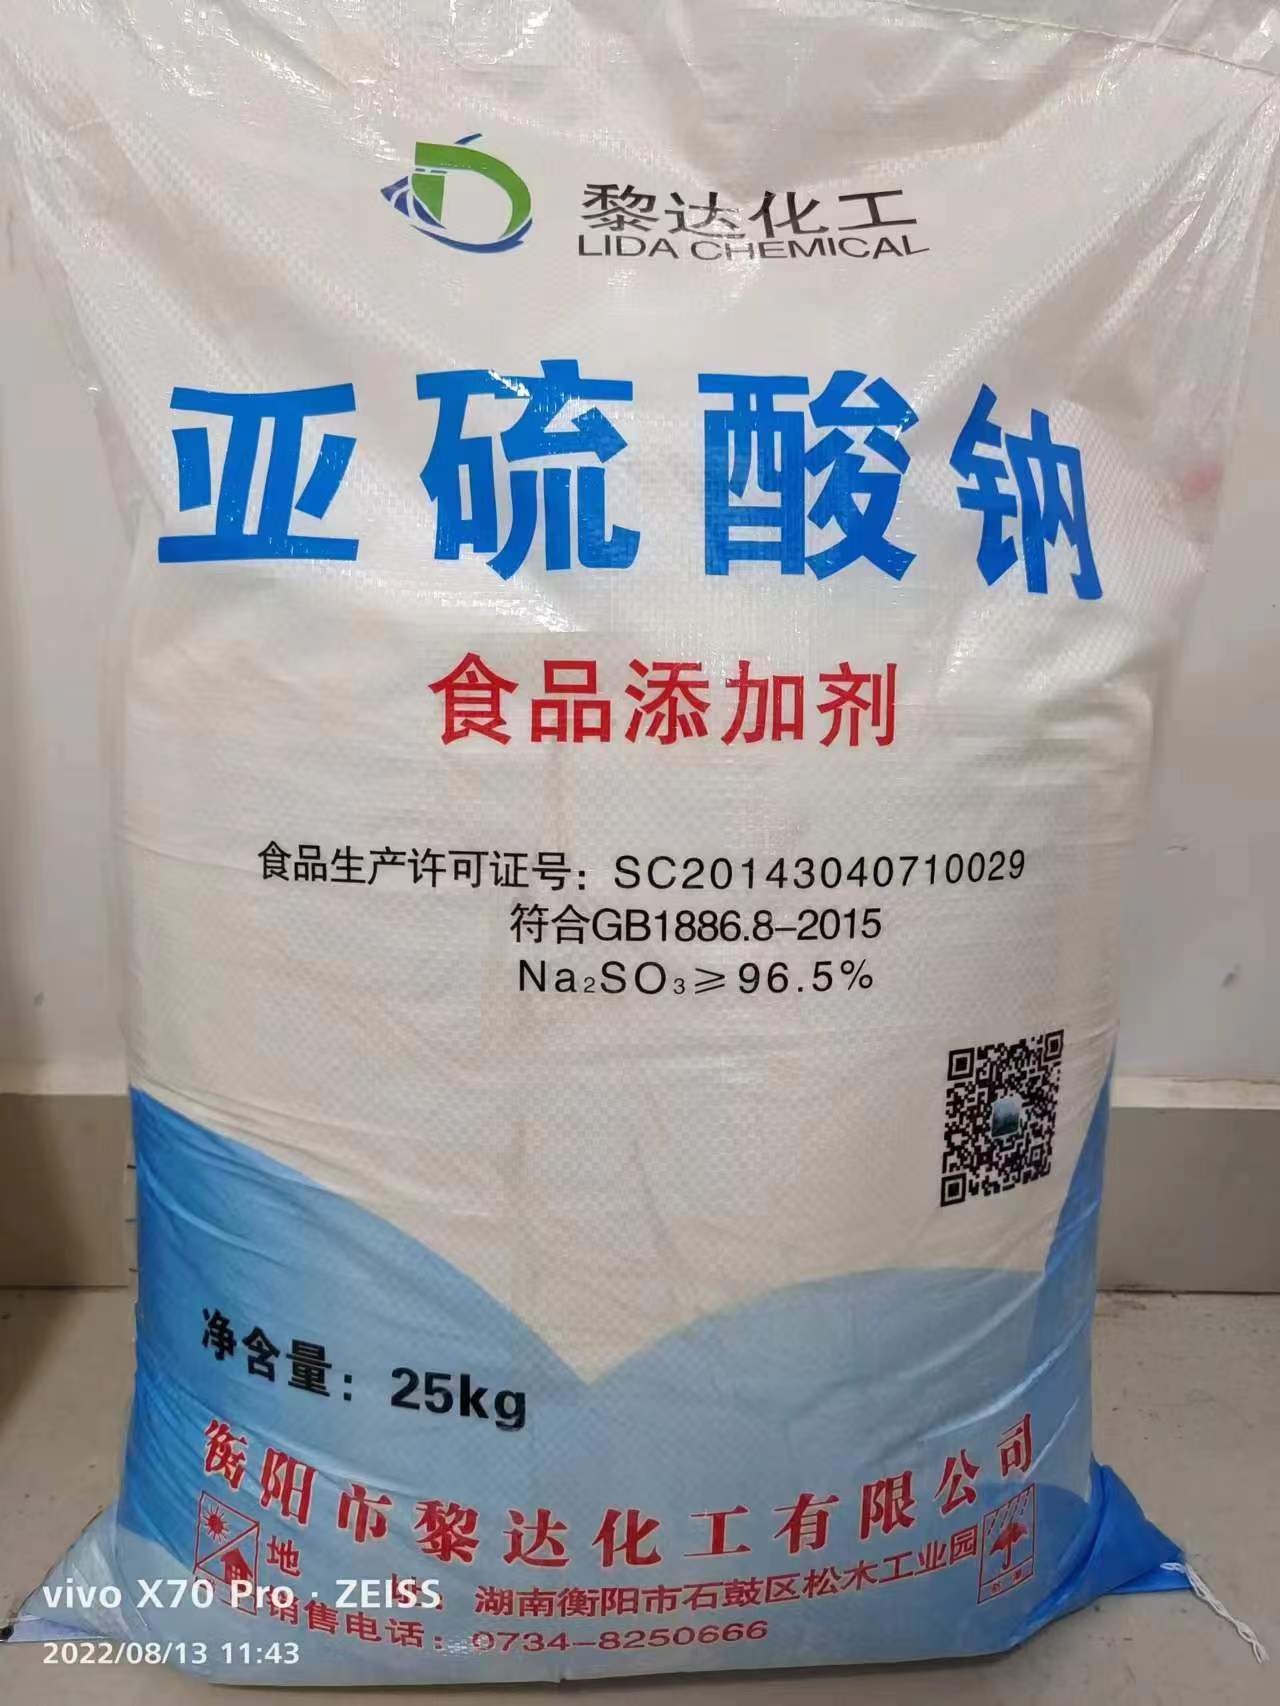 黎达化工
LIDA CHEMICAL
亚硫酸钠
食品添加剂
食品生产许可证号：SC20143040710029
符合GB1886.8-2015
Na₂SO₃≥96.5%
净含量：25kg
衡阳市黎达化工有限公司
地 ：湖南衡阳市石鼓区松木工业园
销售电话：0734-8250666
vivo X70 Pro · ZEISS
2022/08/13 11:43